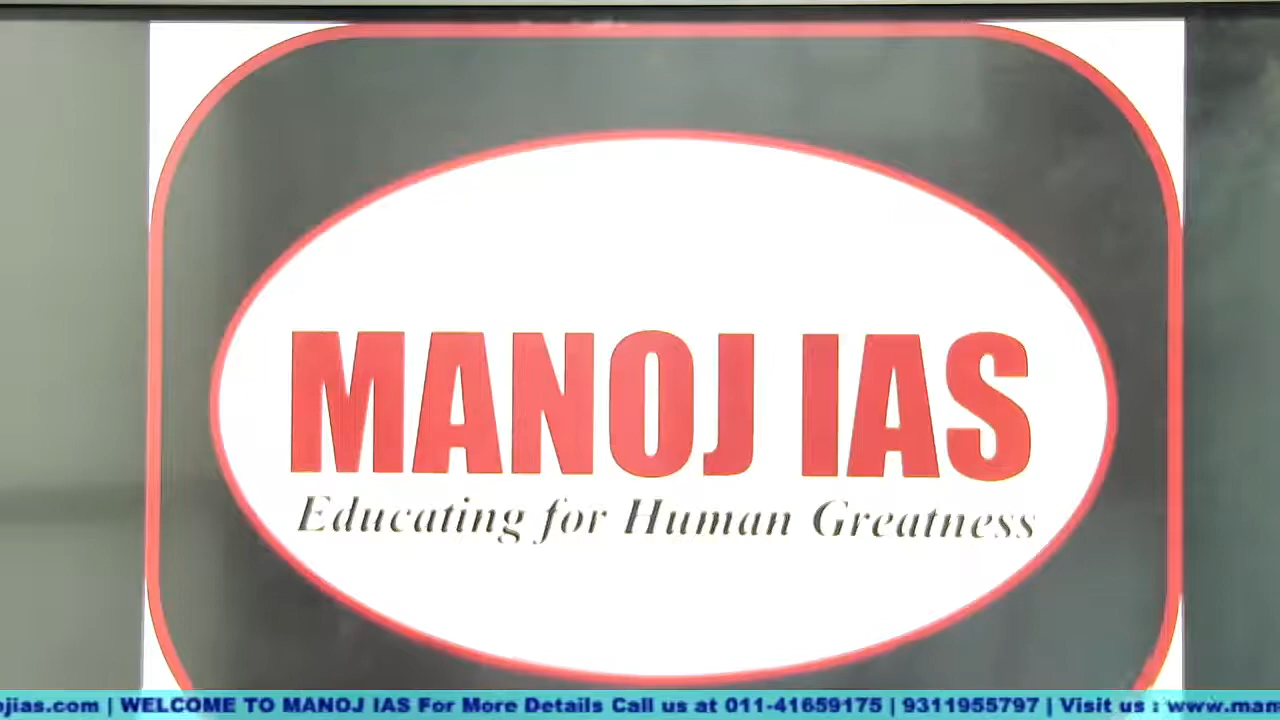 MANOJ IAS
Educating for Human Greatness
ojias.com | WELCOME TO MANOJ IAS For More Details Call us at 011-41659175 | 9311955797 | Visit us : www.man